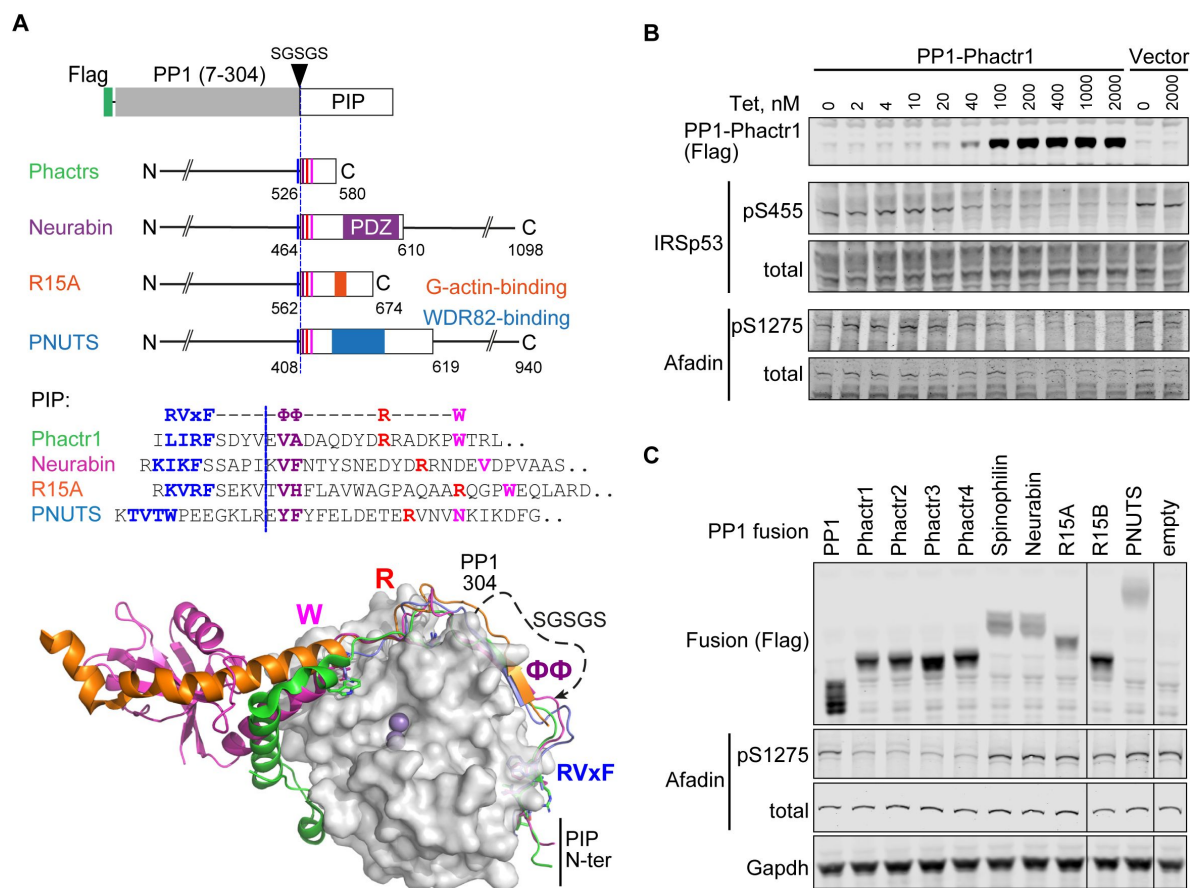 A
SGSGS
Flag PP1 (7-304)
PIP
Phactrs N C
526 580
Neurabin N PDZ C
464 610 1098
R15A N C G-actin-binding
562 674
WDR82-binding
PNUTS N C
408 619 940
PIP:
RVxF-----ΦΦ-------R-----W
Phactr1 ILIRFSDYVEVADAQDYDRRADKPWTRL..
Neurabin RKIKFSSAPIKVFNTYSNEDYDRRNDEVDPVAAS..
R15A RKVRFSEKVTVHFLAVWAGPAQAARQGPWEQLARD..
PNUTS KTVTWPEEGKLREYFYFELDETERVNVNKIKDFG..
PP1
304
R
W
SGSGS
ΦΦ
RVxF
PIP
N-ter
B
PP1-Phactr1 Vector
Tet, nM 0 2 4 10 20 40 100 200 400 1000 2000 0 2000
PP1-Phactr1
(Flag)
pS455
IRSp53
total
pS1275
Afadin
total
C
PP1 fusion PP1 Phactr1 Phactr2 Phactr3 Phactr4 Spinophilin Neurabin R15A R15B PNUTS empty
Fusion (Flag)
pS1275
Afadin
total
Gapdh